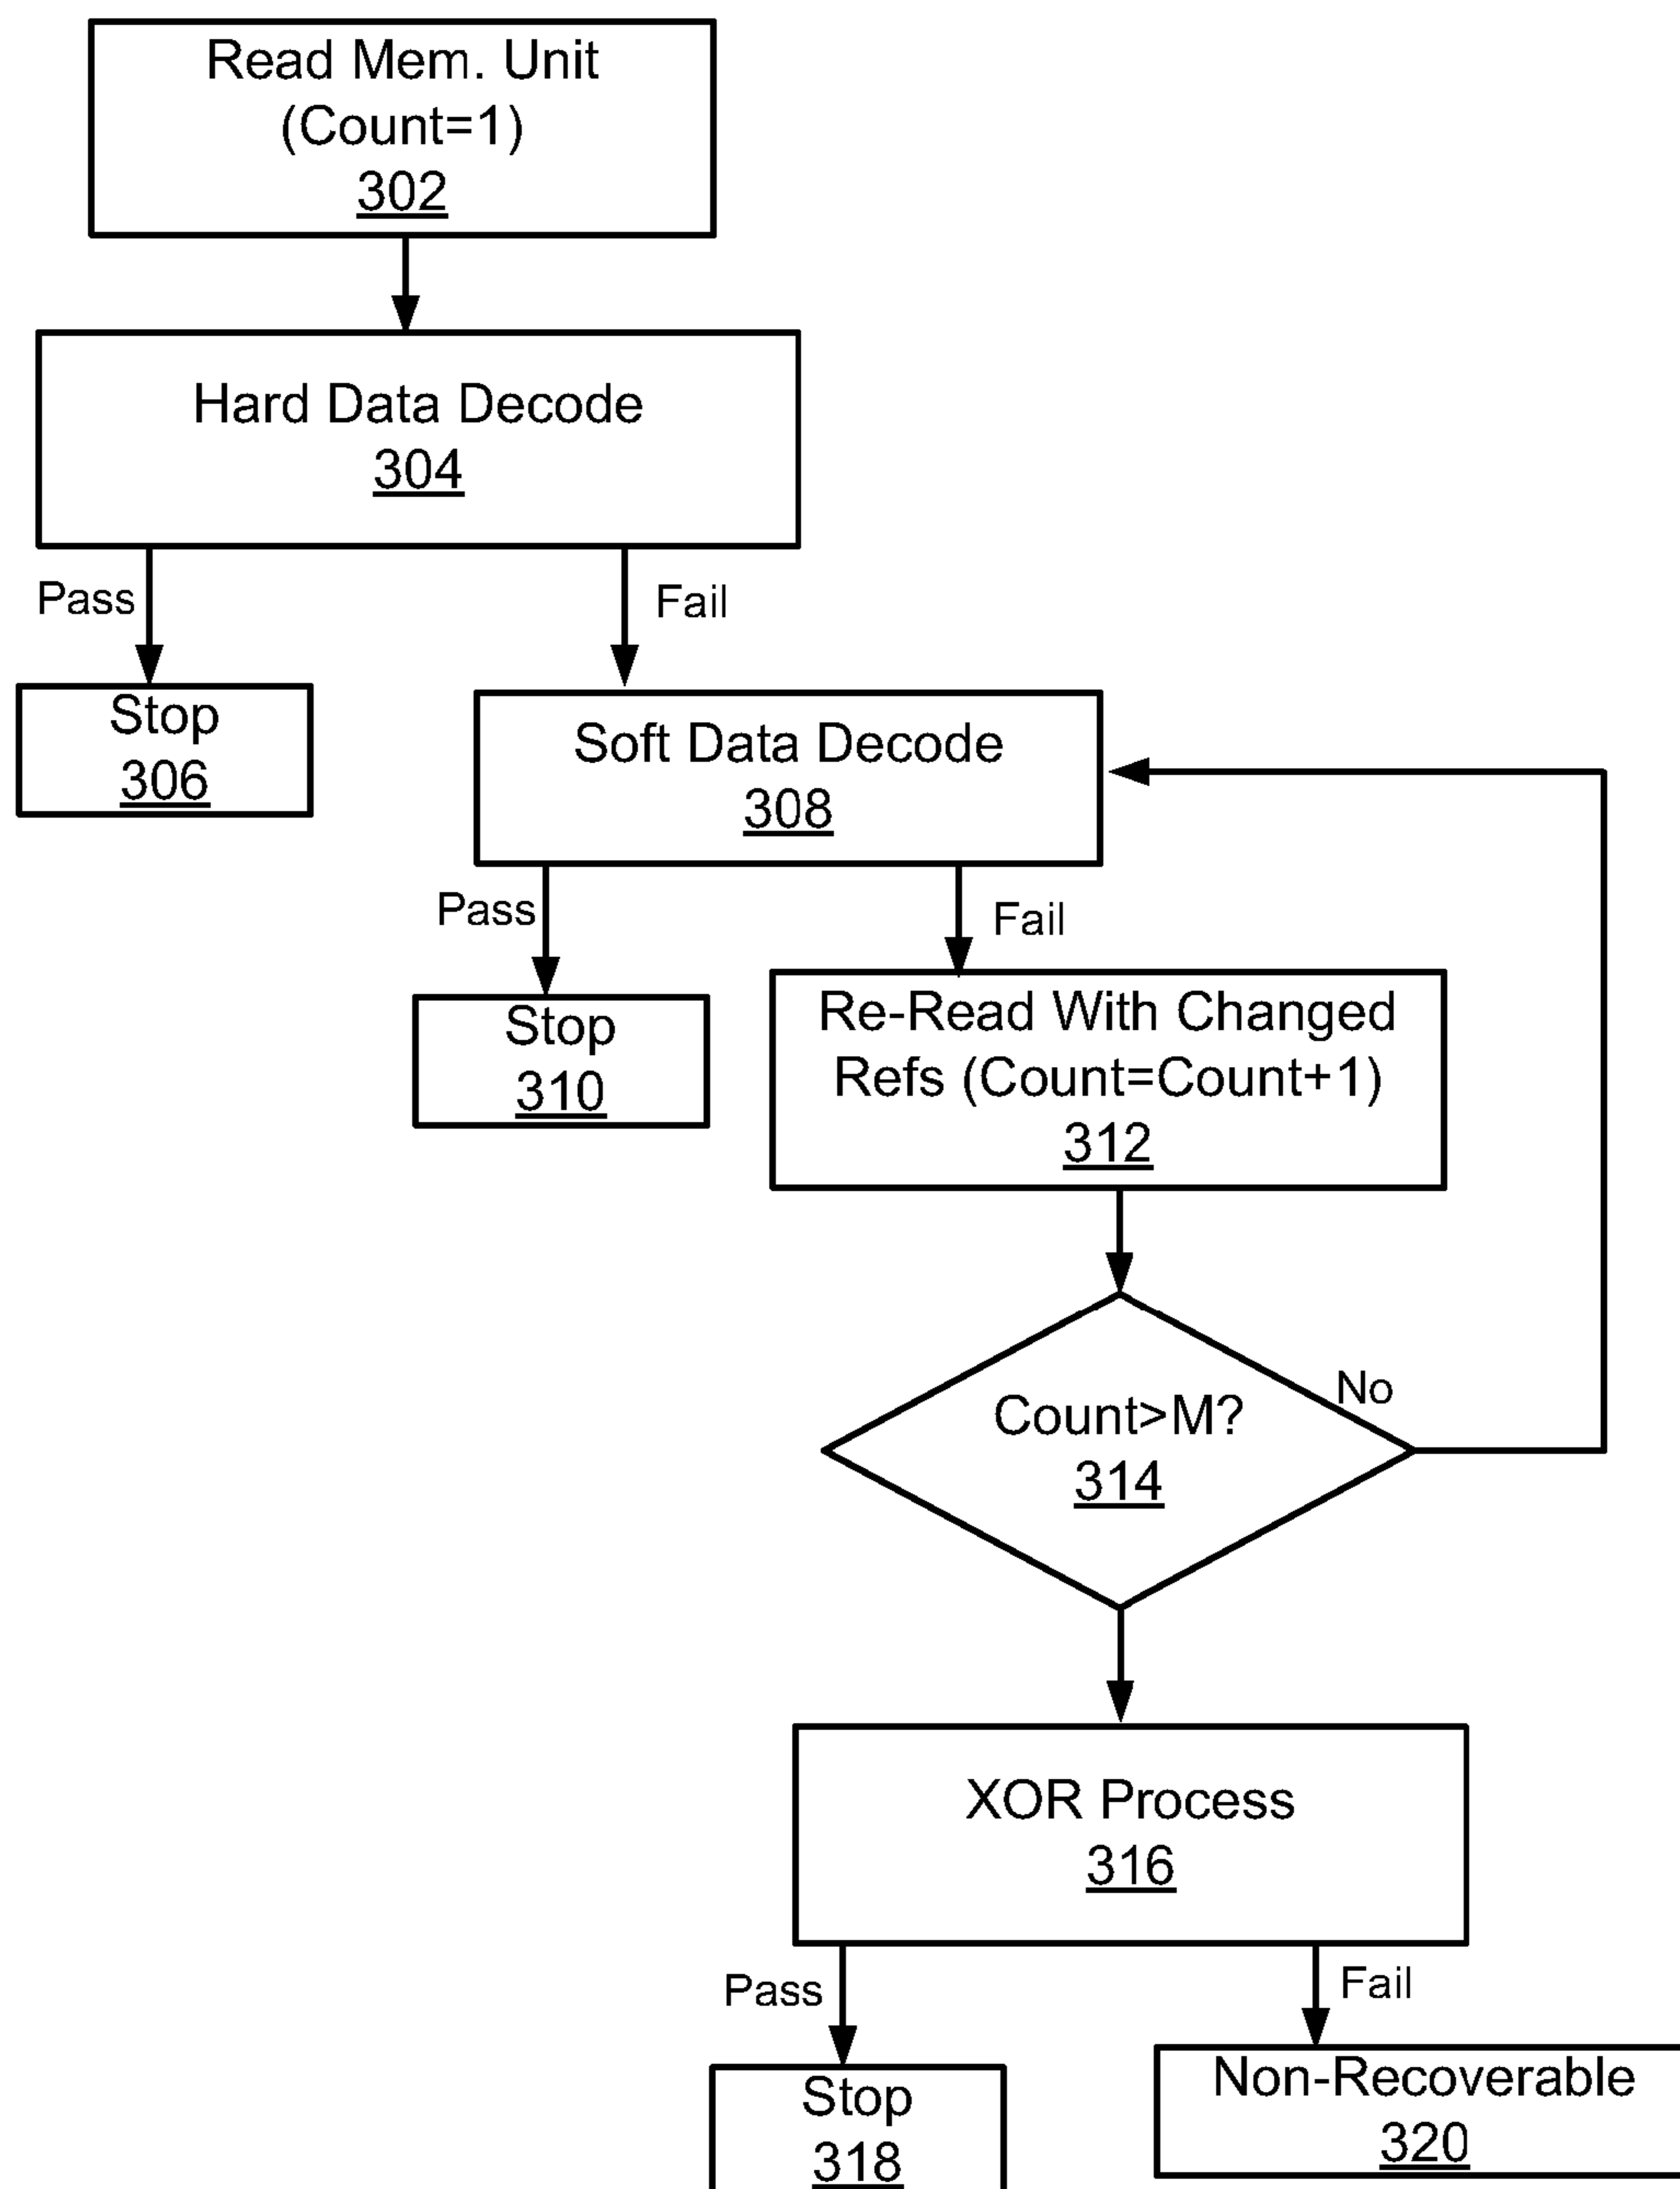 Read Mem. Unit
(Count=1)
302
Hard Data Decode
304
Pass
Fail
Stop
306
Soft Data Decode
308
Pass
Fail
Stop
310
Re-Read With Changed
Refs (Count=Count+1)
312
Count>M?
314
No
XOR Process
316
Pass
Fail
Stop
318
Non-Recoverable
320